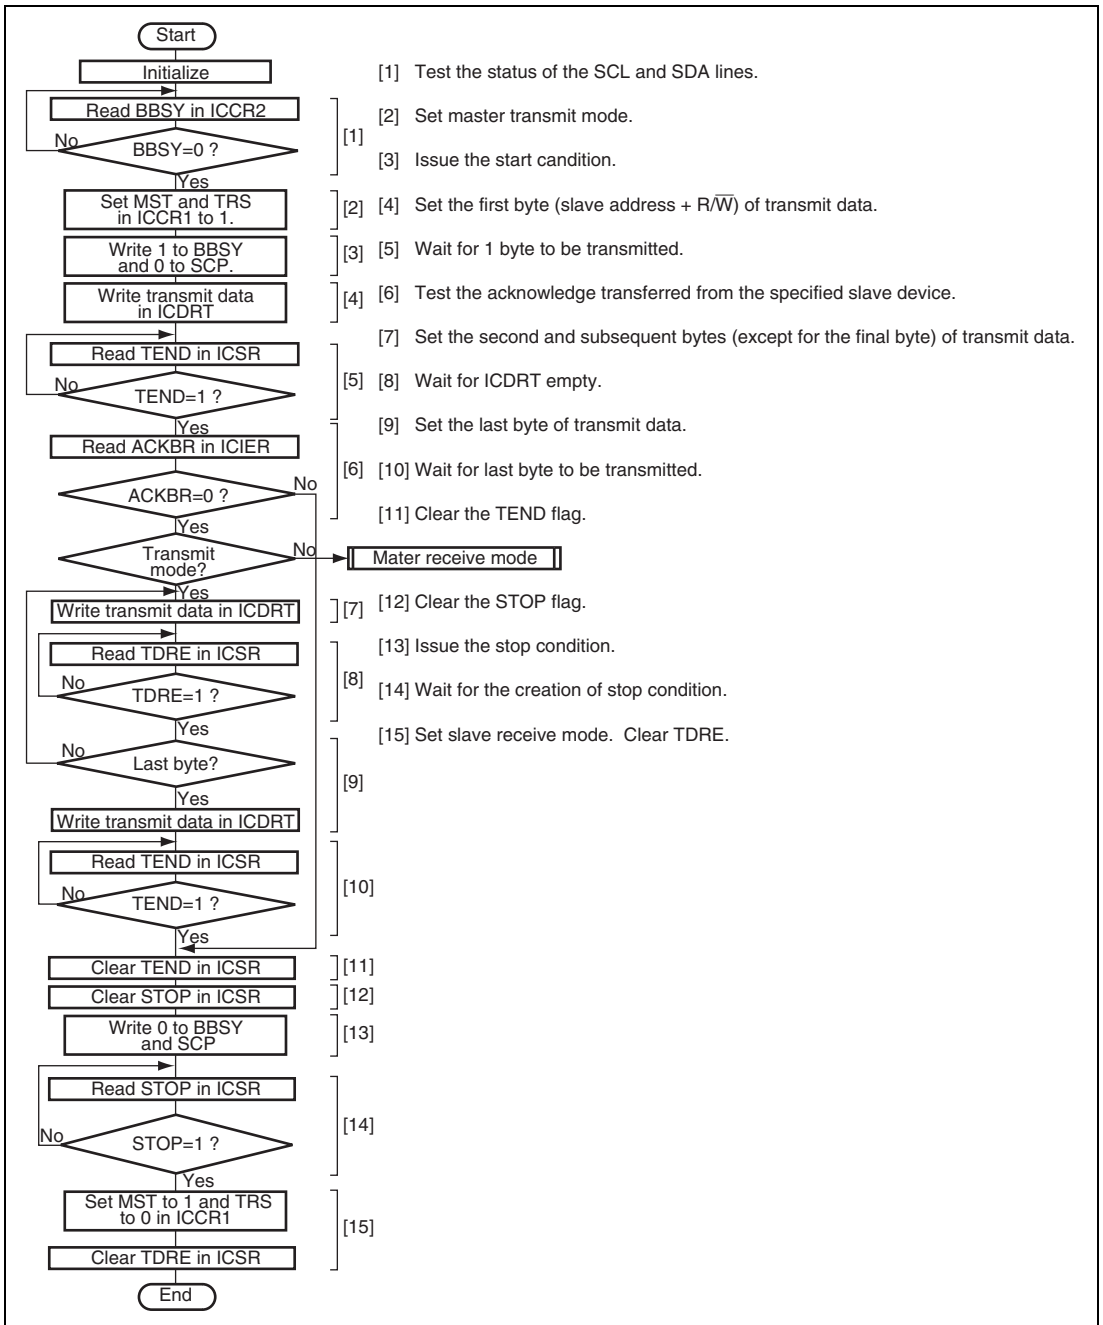 Start
Initialize
Read BBSY in ICCR2
No
BBSY=0 ?
[1]
Yes
Set MST and TRS
in ICCR1 to 1.
[2]
Write 1 to BBSY
and 0 to SCP.
[3]
Write transmit data
in ICDRT
[4]
Read TEND in ICSR
No
TEND=1 ?
[5]
Yes
Read ACKBR in ICIER
[6]
No
ACKBR=0 ?
Yes
Transmit
mode?
No
Mater receive mode
Yes
Write transmit data in ICDRT
[7]
Read TDRE in ICSR
No
TDRE=1 ?
[8]
Yes
No
Last byte?
[9]
Yes
Write transmit data in ICDRT
Read TEND in ICSR
No
TEND=1 ?
[10]
Yes
Clear TEND in ICSR
[11]
Clear STOP in ICSR
[12]
Write 0 to BBSY
and SCP
[13]
Read STOP in ICSR
No
STOP=1 ?
[14]
Yes
Set MST to 1 and TRS
to 0 in ICCR1
[15]
Clear TDRE in ICSR
End
[1] Test the status of the SCL and SDA lines.
[2] Set master transmit mode.
[3] Issue the start candition.
[4] Set the first byte (slave address + R/W̅) of transmit data.
[5] Wait for 1 byte to be transmitted.
[6] Test the acknowledge transferred from the specified slave device.
[7] Set the second and subsequent bytes (except for the final byte) of transmit data.
[8] Wait for ICDRT empty.
[9] Set the last byte of transmit data.
[10] Wait for last byte to be transmitted.
[11] Clear the TEND flag.
[12] Clear the STOP flag.
[13] Issue the stop condition.
[14] Wait for the creation of stop condition.
[15] Set slave receive mode. Clear TDRE.